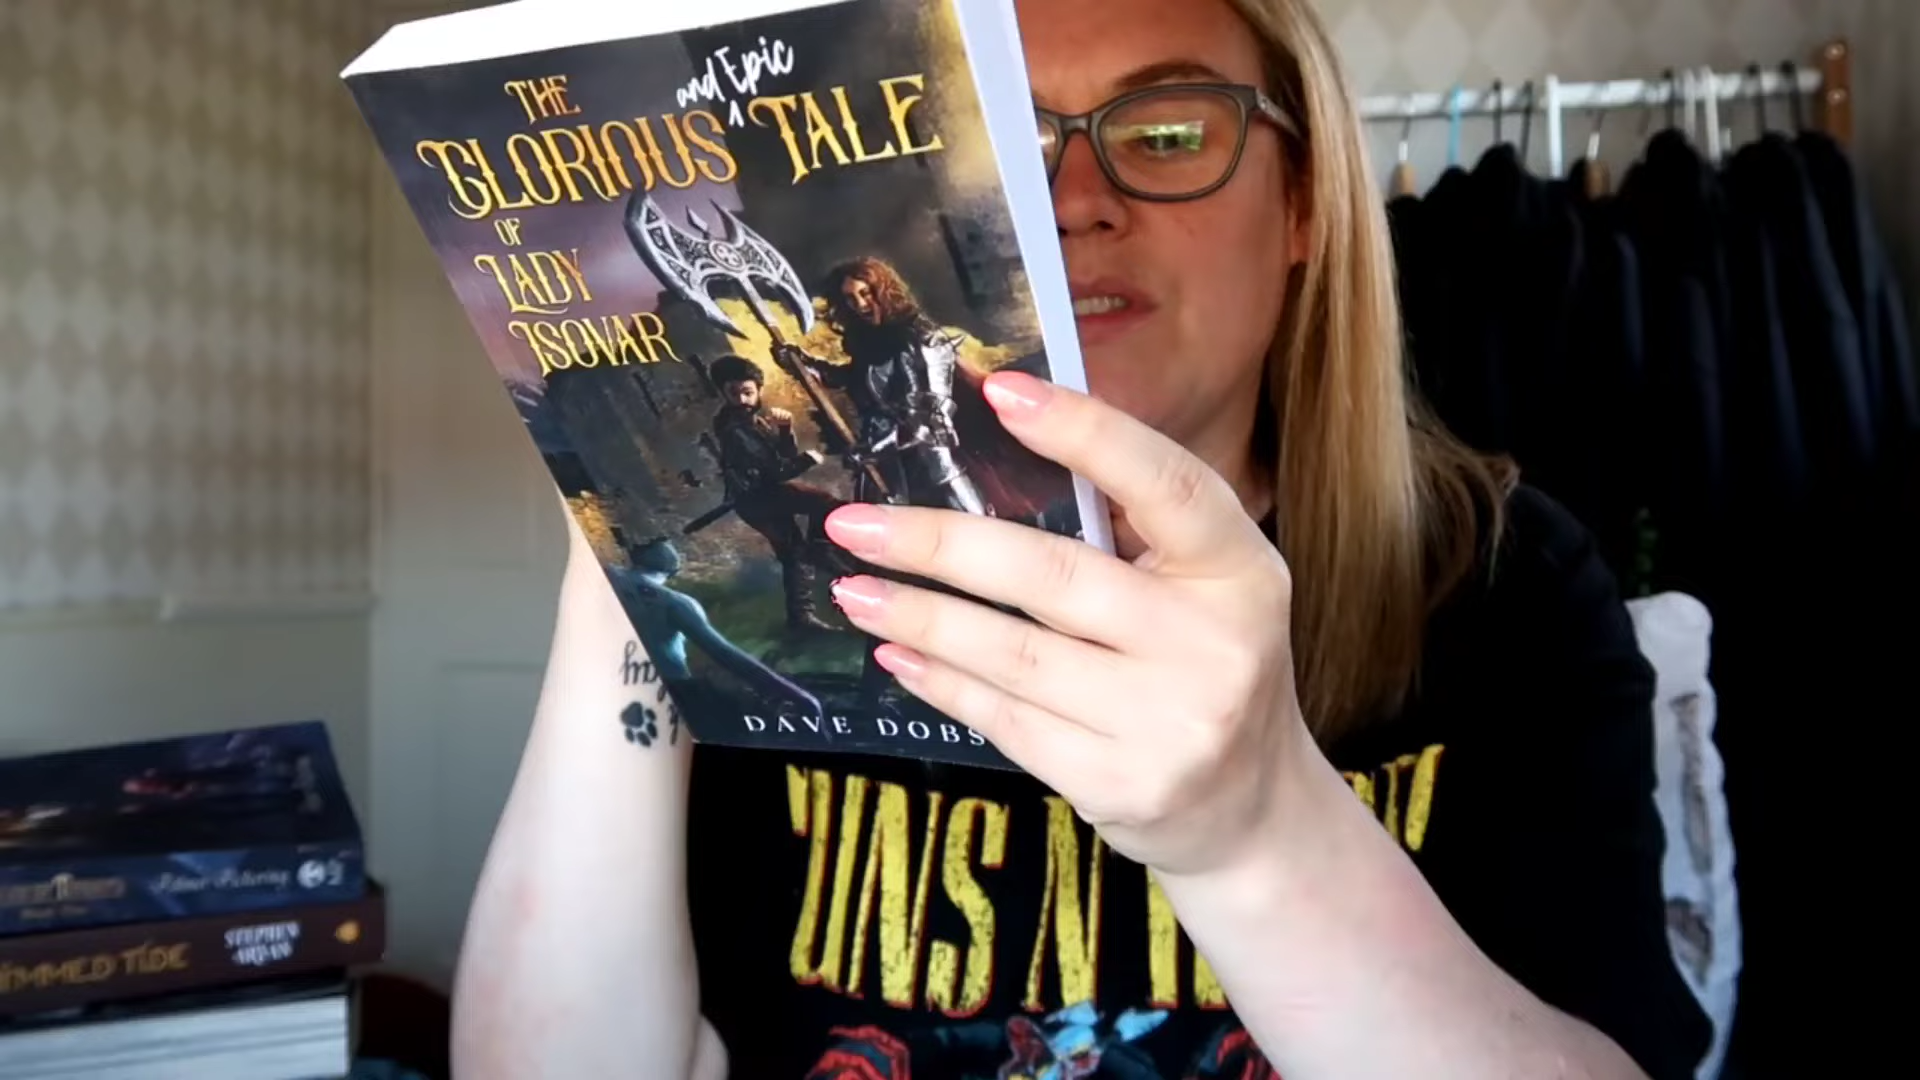 THE
GLORIOUS and Epic TALE
OF
LADY
ISOVAR
DAVE DOBS
UNS N R
MMED TIDE
STEPHEN
ARYAN